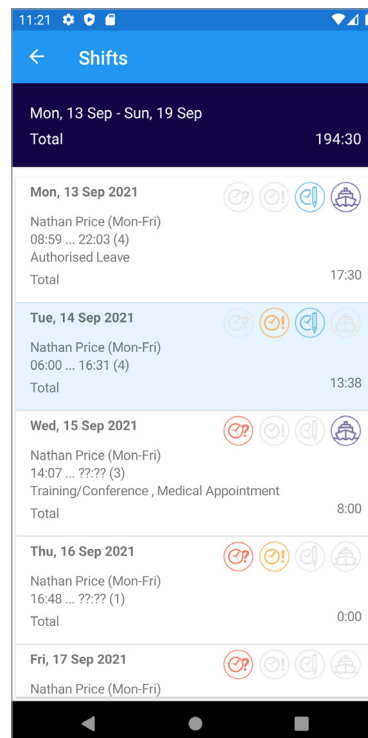 11:21
Shifts
Mon, 13 Sep - Sun, 19 Sep
Total 194:30
Mon, 13 Sep 2021
Nathan Price (Mon-Fri)
08:59 ... 22:03 (4)
Authorised Leave
Total 17:30
Tue, 14 Sep 2021
Nathan Price (Mon-Fri)
06:00 ... 16:31 (4)
Total 13:38
Wed, 15 Sep 2021
Nathan Price (Mon-Fri)
14:07 ... ??:?? (3)
Training/Conference , Medical Appointment
Total 8:00
Thu, 16 Sep 2021
Nathan Price (Mon-Fri)
16:48 ... ??:?? (1)
Total 0:00
Fri, 17 Sep 2021
Nathan Price (Mon-Fri)